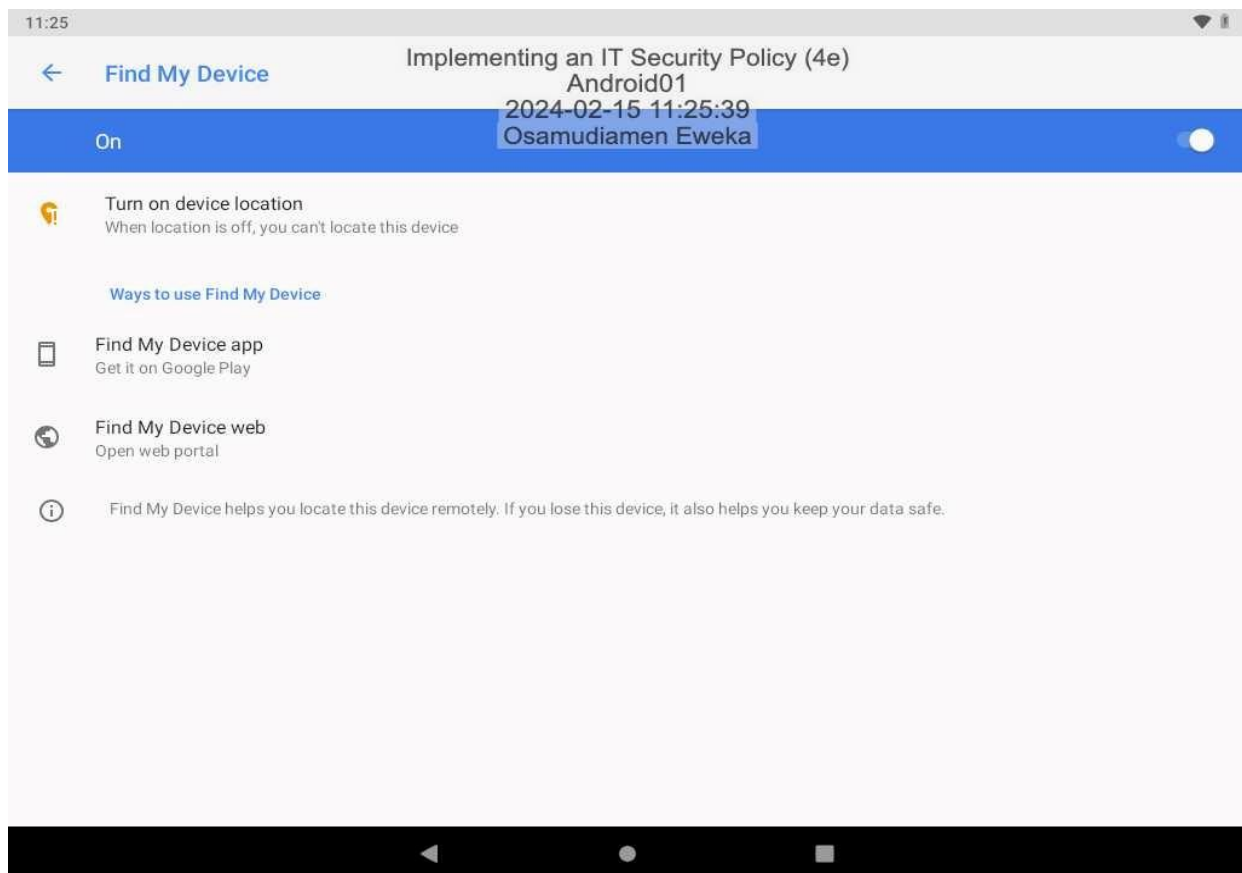 11:25
Find My Device
Implementing an IT Security Policy (4e)
Android01
2024-02-15 11:25:39
Osamudiamen Eweka
On
Turn on device location
When location is off, you can't locate this device
Ways to use Find My Device
Find My Device app
Get it on Google Play
Find My Device web
Open web portal
Find My Device helps you locate this device remotely. If you lose this device, it also helps you keep your data safe.